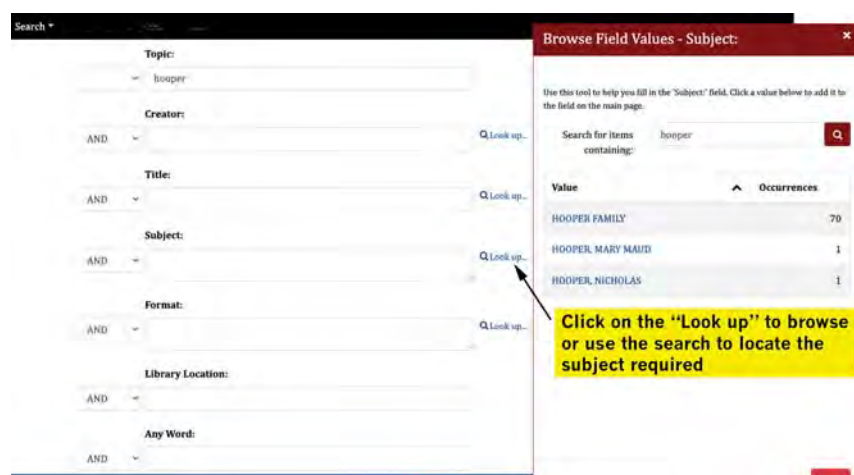 Search
Topic:
hooper
Creator:
AND
Look up...
Title:
AND
Look up...
Subject:
AND
Look up...
Format:
AND
Look up...
Library Location:
AND
Any Word:
AND
Browse Field Values - Subject:
×
Use this tool to help you fill in the 'Subject:' field. Click a value below to add it to
the field on the main page.
Search for items
containing:
hooper
Value
Occurrences
HOOPER FAMILY
70
HOOPER, MARY MAUD
1
HOOPER, NICHOLAS
1
Click on the "Look up" to browse
or use the search to locate the
subject required